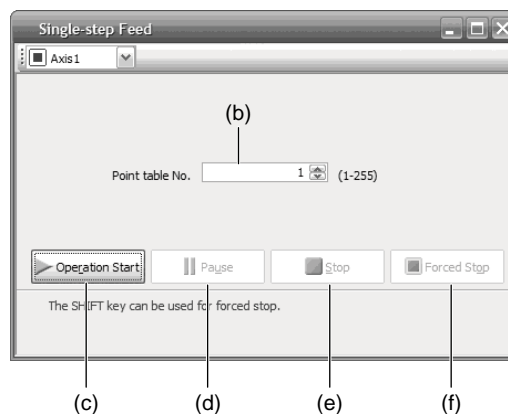 Single-step Feed
Axis1
(b)
Point table No. 1 (1-255)
Operation Start Pause Stop Forced Stop
The SHIFT key can be used for forced stop.
(c) (d) (e) (f)